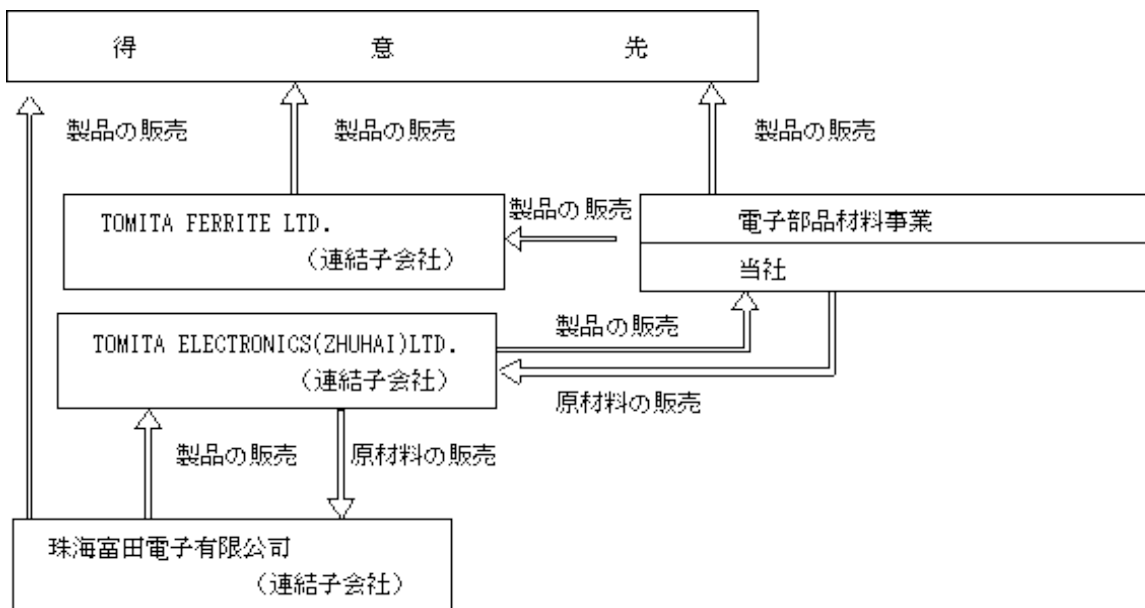 得 意 先
製品の販売
製品の販売
製品の販売
TOMITA FERRITE LTD.
(連結子会社)
製品の販売
電子部品材料事業
当社
TOMITA ELECTRONICS(ZHUHAI)LTD.
(連結子会社)
製品の販売
原材料の販売
製品の販売
原材料の販売
珠海富田電子有限公司
(連結子会社)